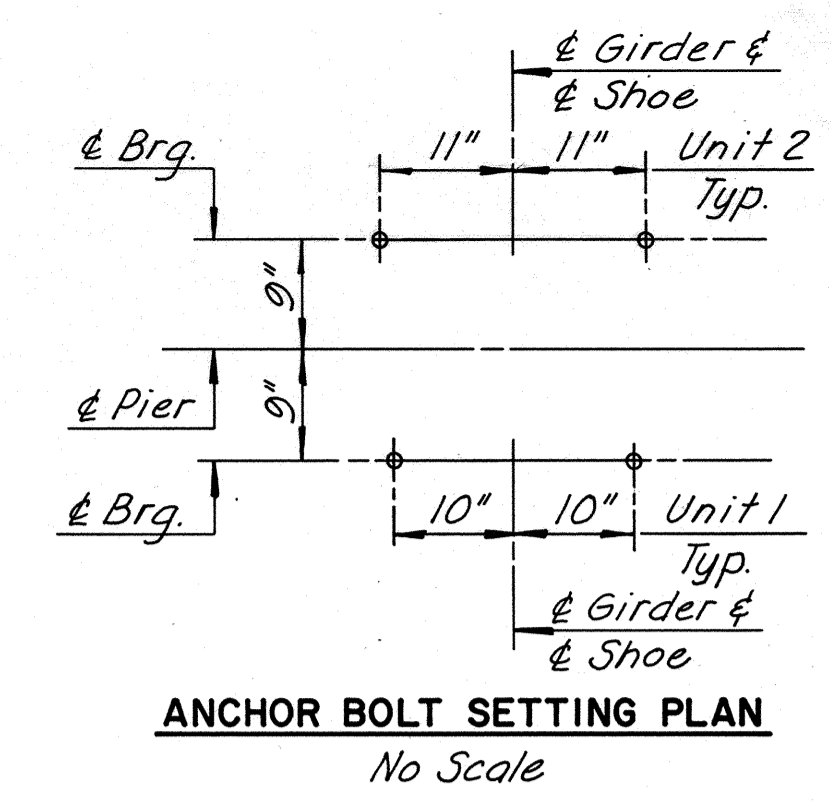 ℄ Girder &
℄ Shoe
℄ Brg.
11" 11" Unit 2
Typ.
9"
℄ Pier
9"
℄ Brg.
10" 10" Unit 1
Typ.
℄ Girder &
℄ Shoe
ANCHOR BOLT SETTING PLAN
No Scale